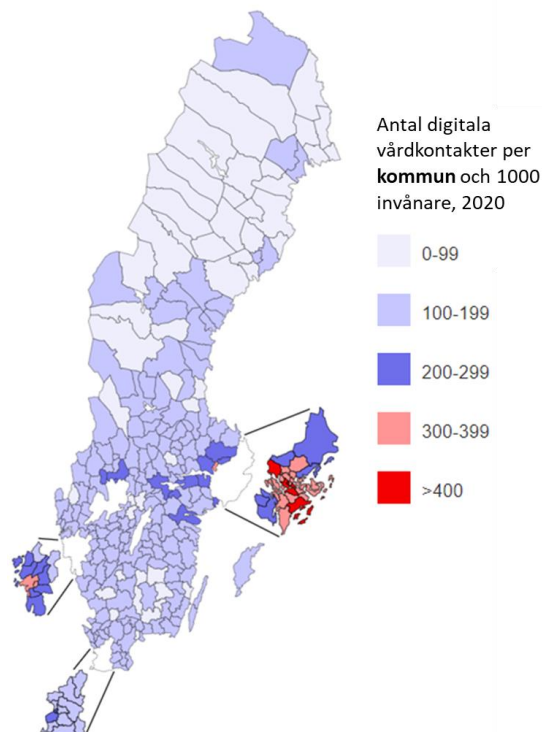 Antal digitala
vårdkontakter per
kommun och 1000
invånare, 2020
0-99
100-199
200-299
300-399
>400